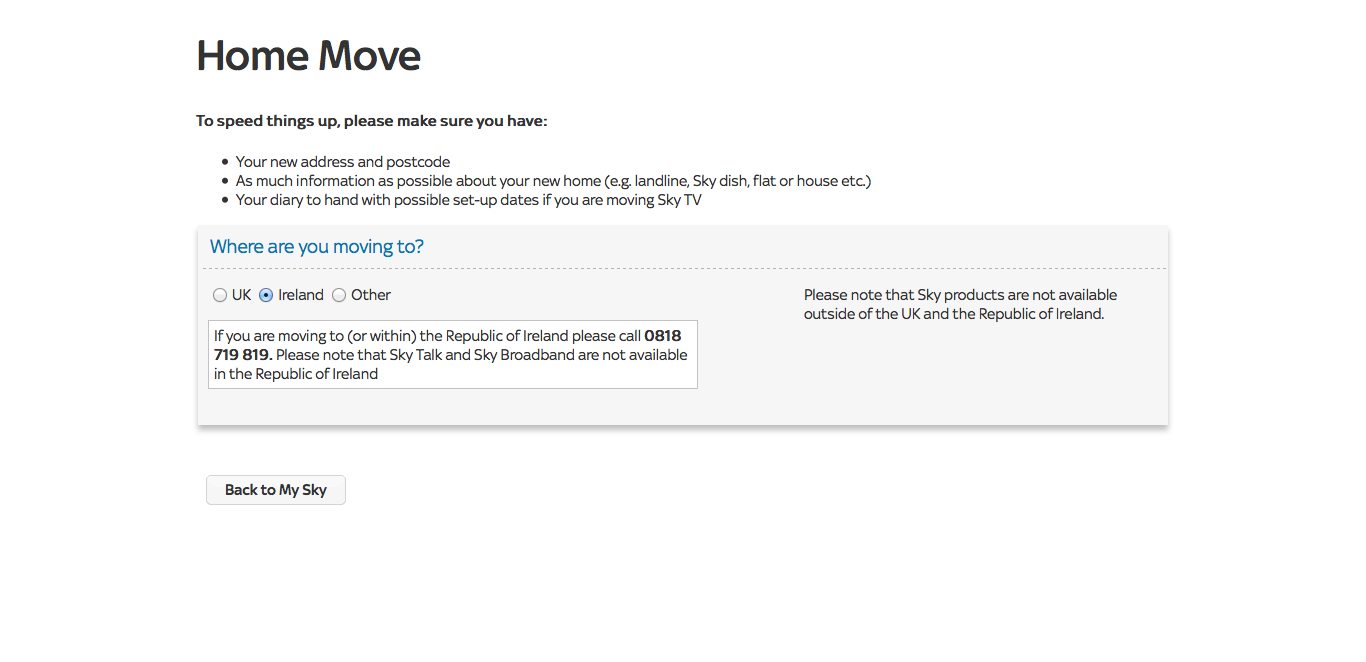 Home Move
To speed things up, please make sure you have:
Your new address and postcode
As much information as possible about your new home (e.g. landline, Sky dish, flat or house etc.)
Your diary to hand with possible set-up dates if you are moving Sky TV
Where are you moving to?
UK Ireland Other
If you are moving to (or within) the Republic of Ireland please call 0818
719 819. Please note that Sky Talk and Sky Broadband are not available
in the Republic of Ireland
Please note that Sky products are not available
outside of the UK and the Republic of Ireland.
Back to My Sky